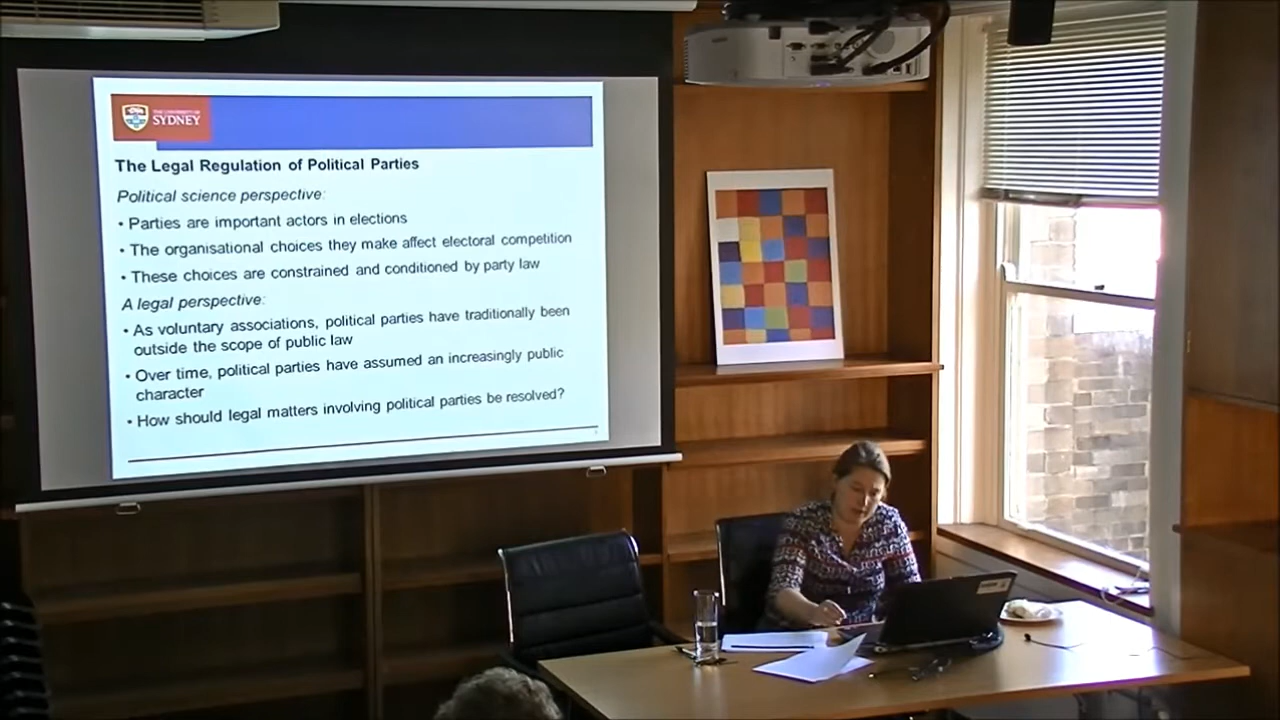 THE UNIVERSITY OF
SYDNEY
The Legal Regulation of Political Parties
Political science perspective:
• Parties are important actors in elections
• The organisational choices they make affect electoral competition
• These choices are constrained and conditioned by party law
A legal perspective:
• As voluntary associations, political parties have traditionally been
outside the scope of public law
• Over time, political parties have assumed an increasingly public
character
• How should legal matters involving political parties be resolved?